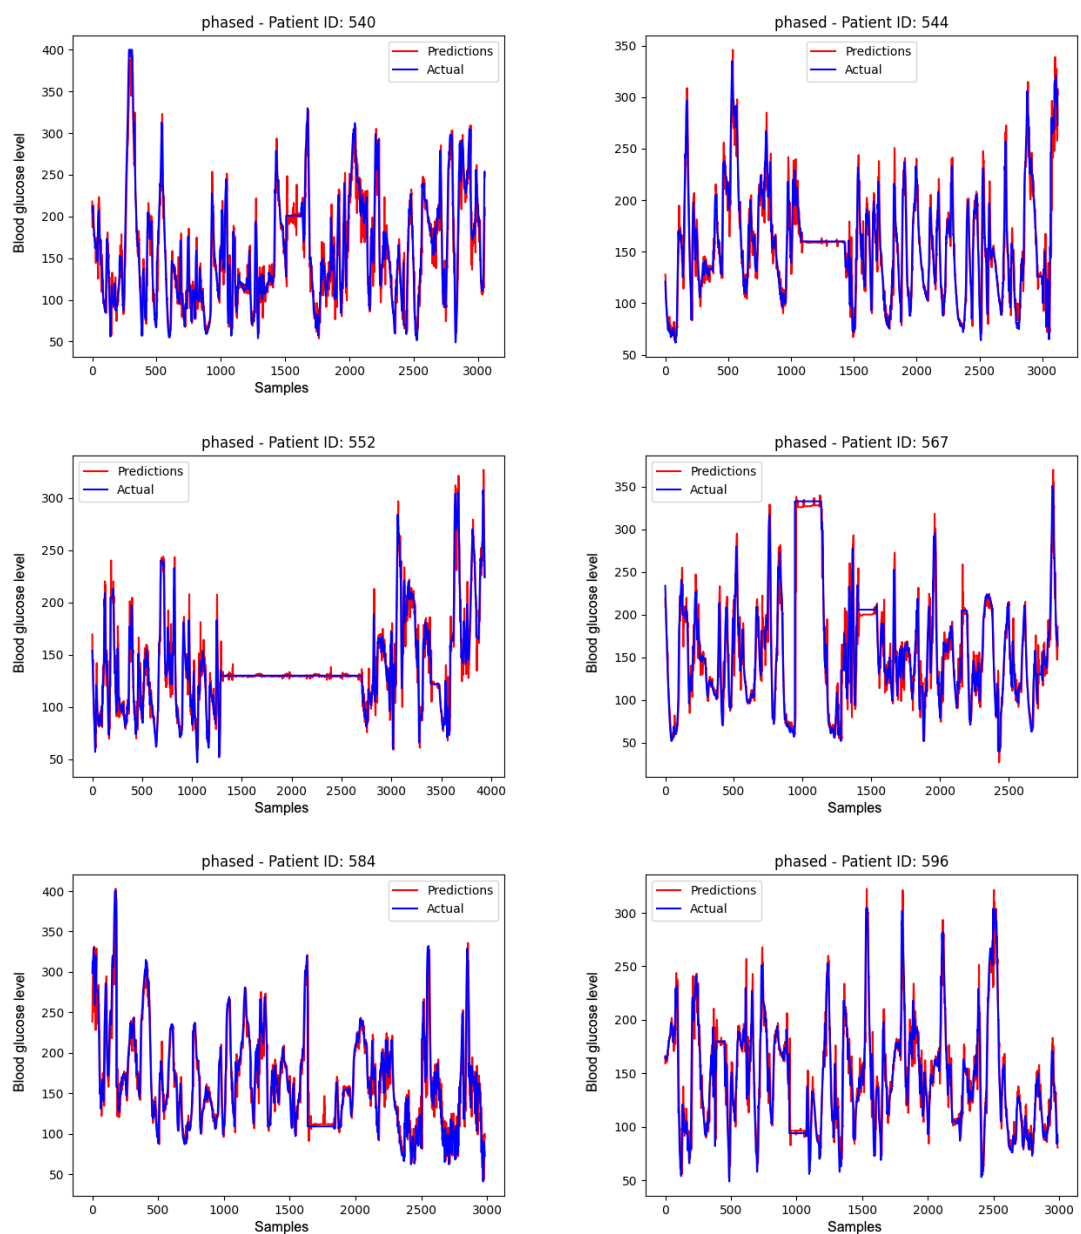 phased - Patient ID: 540
Predictions
Actual
Blood glucose level
400
350
300
250
200
150
100
50
0 500 1000 1500 2000 2500 3000
Samples
phased - Patient ID: 544
Predictions
Actual
Blood glucose level
350
300
250
200
150
100
50
0 500 1000 1500 2000 2500 3000
Samples
phased - Patient ID: 552
Predictions
Actual
Blood glucose level
300
250
200
150
100
50
0 500 1000 1500 2000 2500 3000 3500 4000
Samples
phased - Patient ID: 567
Predictions
Actual
Blood glucose level
350
300
250
200
150
100
50
0 500 1000 1500 2000 2500
Samples
phased - Patient ID: 584
Predictions
Actual
Blood glucose level
400
350
300
250
200
150
100
50
0 500 1000 1500 2000 2500 3000
Samples
phased - Patient ID: 596
Predictions
Actual
Blood glucose level
300
250
200
150
100
50
0 500 1000 1500 2000 2500 3000
Samples